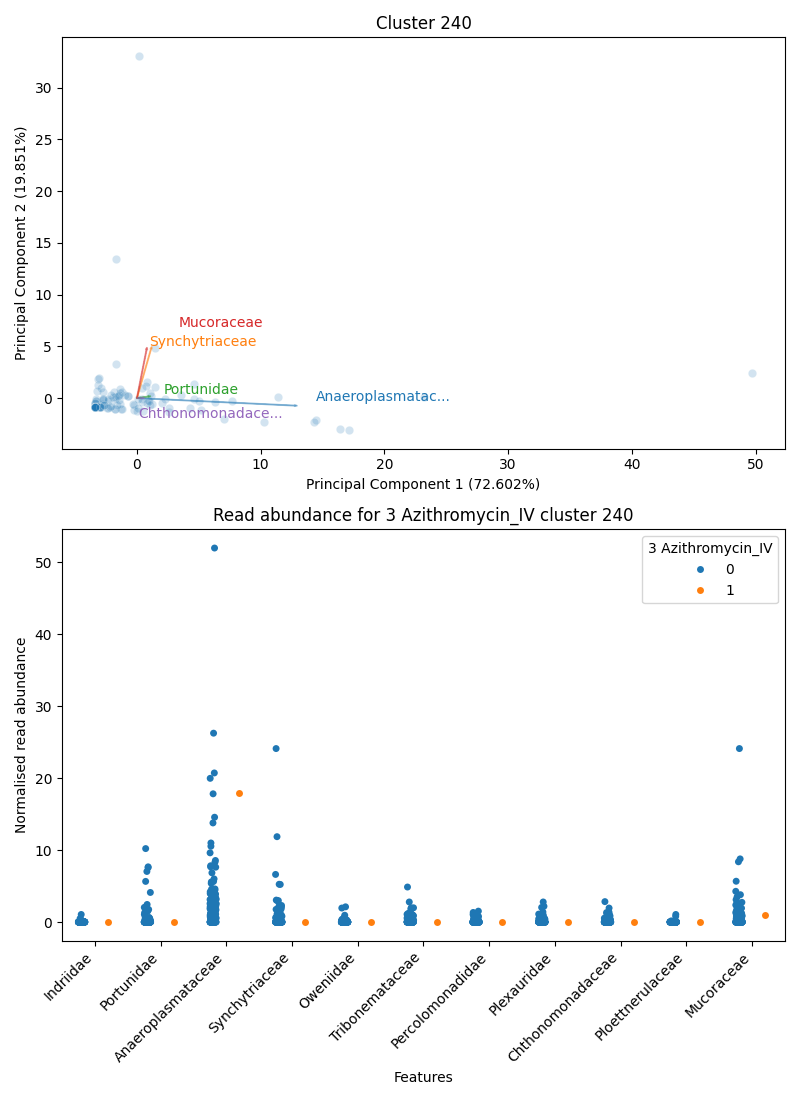 Cluster 240
Principal Component 2 (19.851%)
30
25
20
15
10
5
0
Mucoraceae
Synchytriaceae
Portunidae
Anaeroplasmatac...
Chthonomonadace...
0 10 20 30 40 50
Principal Component 1 (72.602%)
Read abundance for 3 Azithromycin_IV cluster 240
Normalised read abundance
50
40
30
20
10
0
3 Azithromycin_IV
0
1
Indriidae
Portunidae
Anaeroplasmataceae
Synchytriaceae
Oweniidae
Tribonemataceae
Percolomonadidae
Plexauridae
Chthonomonadaceae
Ploettnerulaceae
Mucoraceae
Features